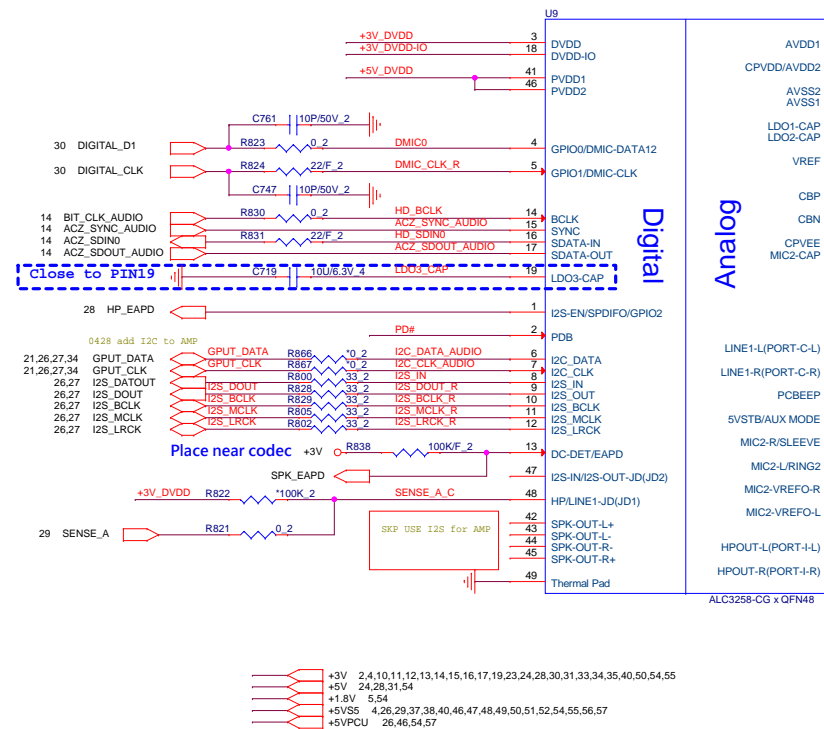 U9
+3V_DVDD 3 DVDD AVDD1
+3V_DVDD-IO 18 DVDD-IO
CPVDD/AVDD2
+5V_DVDD 41 PVDD1
46 PVDD2 AVSS2
AVSS1
C761 10P/50V_2
LDO1-CAP
LDO2-CAP
30 DIGITAL_D1 R823 0_2 DMIC0 4 GPIO0/DMIC-DATA12
VREF
30 DIGITAL_CLK R824 22/F_2 DMIC_CLK_R 5 GPIO1/DMIC-CLK
C747 10P/50V_2 CBP
14 BIT_CLK_AUDIO R830 0_2 HD_BCLK 14 BCLK CBN
14 ACZ_SYNC_AUDIO ACZ_SYNC_AUDIO 15 SYNC
14 ACZ_SDIN0 R831 22/F_2 HD_SDIN0 16 SDATA-IN CPVEE
14 ACZ_SDOUT_AUDIO ACZ_SDOUT_AUDIO 17 SDATA-OUT MIC2-CAP
Digital
Analog
Close to PIN19 C719 10U/6.3V_4 LDO3_CAP 19 LDO3-CAP
28 HP_EAPD 1 I2S-EN/SPDIFO/GPIO2
PD# 2 PDB
0428 add I2C to AMP
LINE1-L(PORT-C-L)
21,26,27,34 GPUT_DATA GPUT_DATA R866 *0_2 I2C_DATA_AUDIO 6 I2C_DATA
21,26,27,34 GPUT_CLK GPUT_CLK R867 *0_2 I2C_CLK_AUDIO 7 I2C_CLK LINE1-R(PORT-C-R)
26,27 I2S_DATOUT R800 33_2 I2S_IN 8 I2S_IN
26,27 I2S_DOUT I2S_DOUT R828 33_2 I2S_DOUT_R 9 I2S_OUT PCBEEP
26,27 I2S_BCLK I2S_BCLK R829 33_2 I2S_BCLK_R 10 I2S_BCLK
26,27 I2S_MCLK I2S_MCLK R805 33_2 I2S_MCLK_R 11 I2S_MCLK 5VSTB/AUX MODE
26,27 I2S_LRCK I2S_LRCK R802 33_2 I2S_LRCK_R 12 I2S_LRCK
MIC2-R/SLEEVE
Place near codec +3V R838 100K/F_2 13 DC-DET/EAPD
MIC2-L/RING2
SPK_EAPD 47 I2S-IN/I2S-OUT-JD(JD2)
MIC2-VREFO-R
+3V_DVDD R822 *100K_2 SENSE_A_C 48 HP/LINE1-JD(JD1)
MIC2-VREFO-L
42 SPK-OUT-L+
SKP USE I2S for AMP 43 SPK-OUT-L-
29 SENSE_A R821 0_2 44 SPK-OUT-R- HPOUT-L(PORT-I-L)
45 SPK-OUT-R+
HPOUT-R(PORT-I-R)
49 Thermal Pad
ALC3258-CG x QFN48
+3V 2,4,10,11,12,13,14,15,16,17,19,23,24,28,30,31,33,34,35,40,50,54,55
+5V 24,28,31,54
+1.8V 5,54
+5VS5 4,26,29,37,38,40,46,47,48,49,50,51,52,54,55,56,57
+5VPCU 26,46,54,57